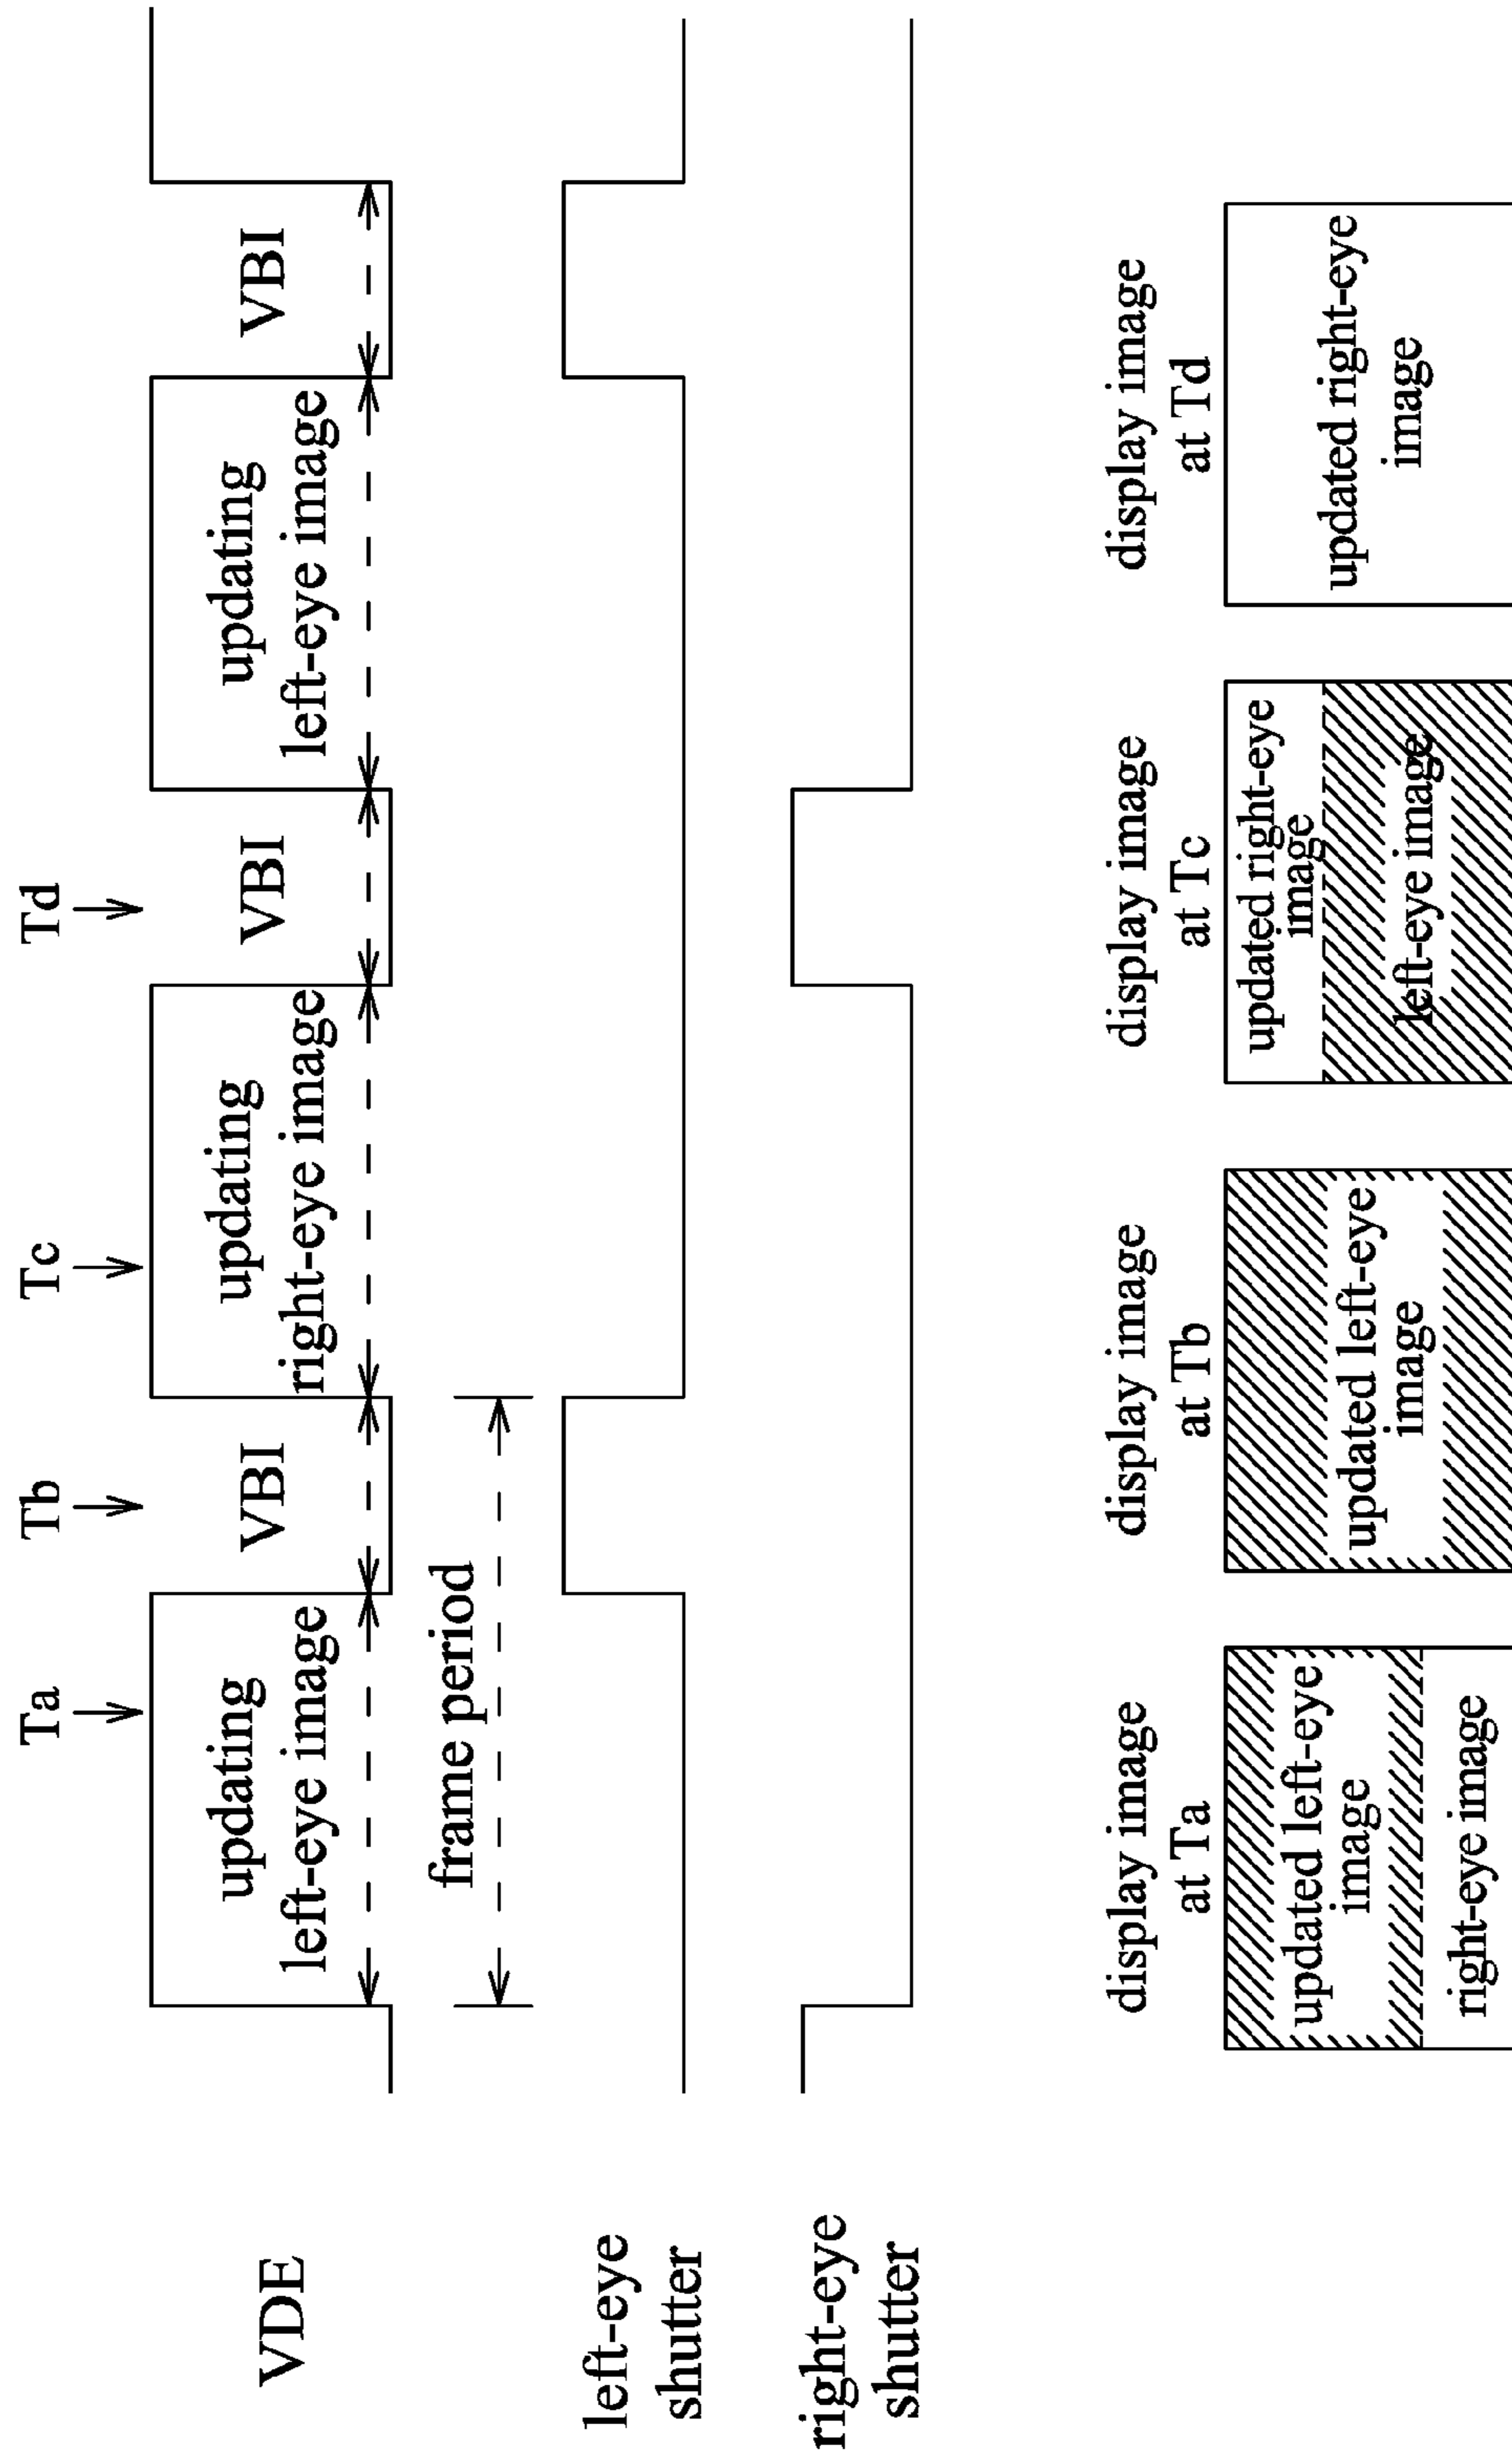 Ta
Tb
Tc
Td
VDE
updating
left-eye image
VBI
updating
right-eye image
VBI
updating
left-eye image
VBI
frame period
left-eye
shutter
right-eye
shutter
display image
at Ta
updated left-eye
image
right-eye image
display image
at Tb
updated left-eye
image
display image
at Tc
updated right-eye
image
left-eye image
display image
at Td
updated right-eye
image